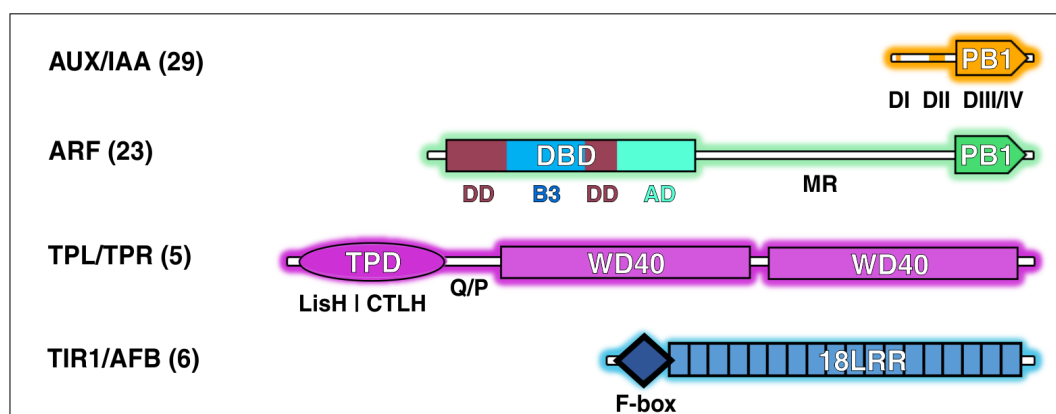 AUX/IAA (29)
PB1
DI DII DIII/IV
ARF (23)
DBD
PB1
DD B3 DD AD
MR
TPL/TPR (5)
TPD
WD40
WD40
Q/P
LisH | CTLH
TIR1/AFB (6)
18LRR
F-box